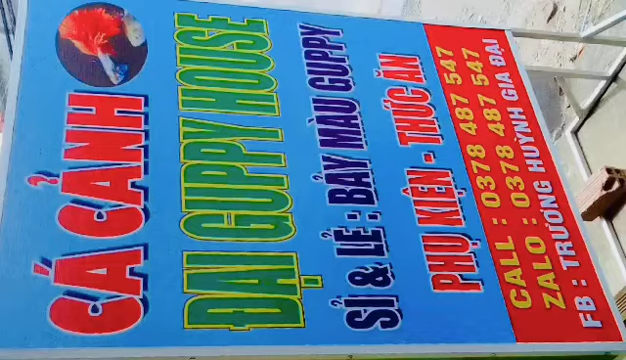 CÁ CẢNH
ĐẠI GUPPY HOUSE
SỈ & LẺ : BẢY MÀU GUPPY
PHỤ KIỆN - THỨC ĂN
CALL : 0378 487 547
ZALO : 0378 487 547
FB : TRƯƠNG HUỲNH GIA ĐẠI